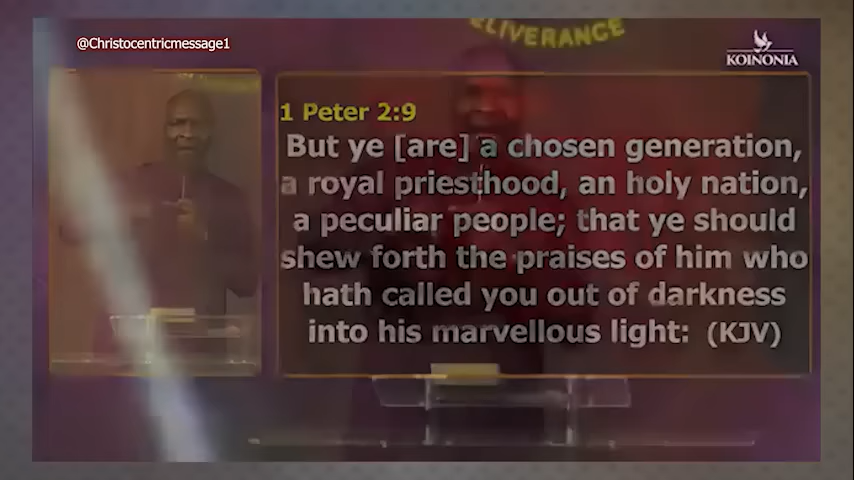 @Christocentricmessage1
ELIVERANCE
KOINONIA
1 Peter 2:9
But ye [are] a chosen generation,
a royal priesthood, an holy nation,
a peculiar people; that ye should
shew forth the praises of him who
hath called you out of darkness
into his marvellous light: (KJV)